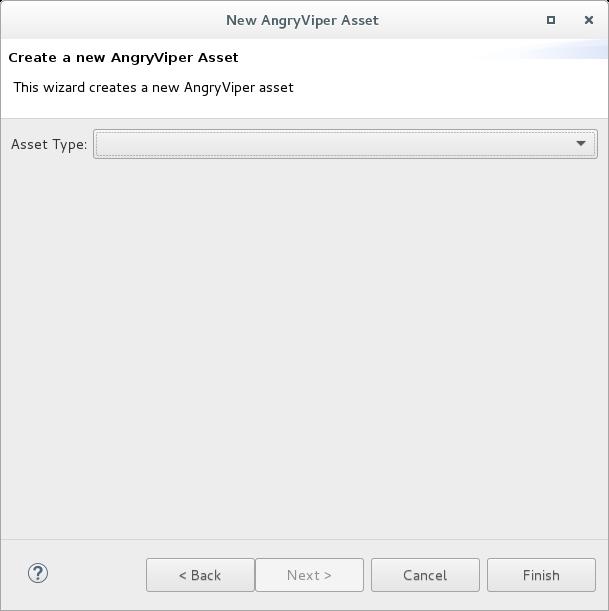 New AngryViper Asset
Create a new AngryViper Asset
This wizard creates a new AngryViper asset
Asset Type:
?
< Back
Next >
Cancel
Finish